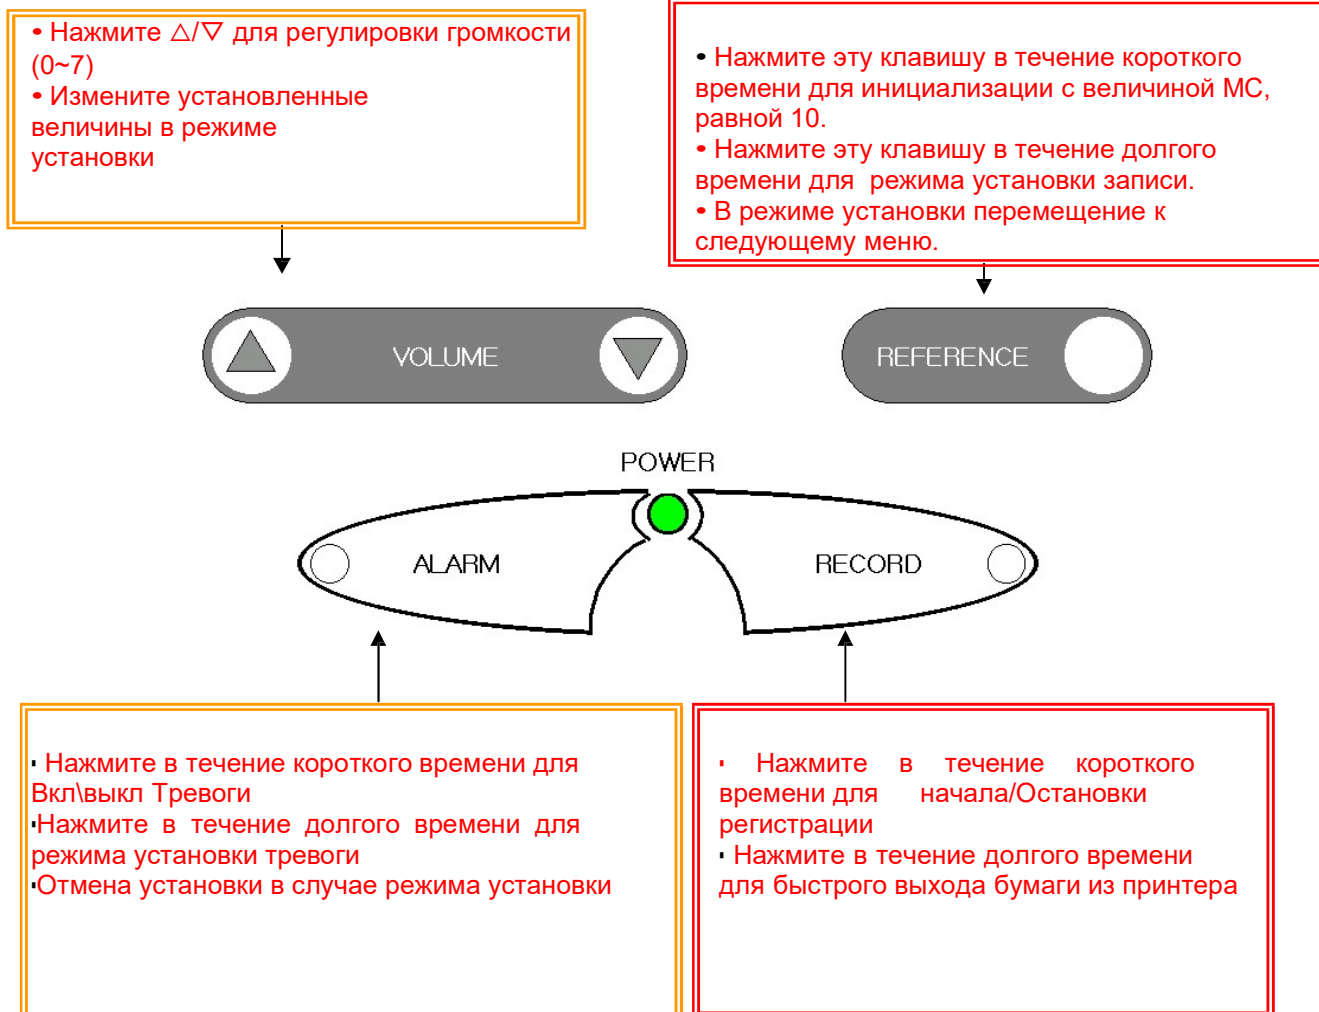 • Нажмите △/▽ для регулировки громкости
(0~7)
• Измените установленные
величины в режиме
установки
• Нажмите эту клавишу в течение короткого
времени для инициализации с величиной МС,
равной 10.
• Нажмите эту клавишу в течение долгого
времени для режима установки записи.
• В режиме установки перемещение к
следующему меню.
VOLUME
REFERENCE
POWER
ALARM
RECORD
· Нажмите в течение короткого времени для
Вкл\выкл Тревоги
·Нажмите в течение долгого времени для
режима установки тревоги
·Отмена установки в случае режима установки
· Нажмите в течение короткого
времени для начала/Остановки
регистрации
· Нажмите в течение долгого времени
для быстрого выхода бумаги из принтера